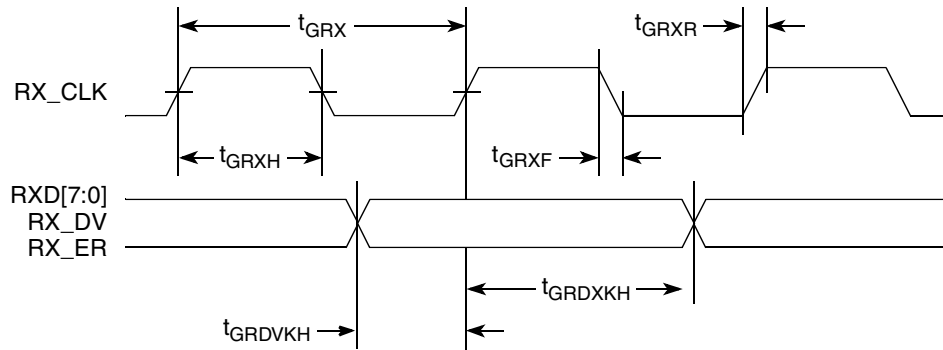 tGRX
tGRXR
RX_CLK
tGRXH
tGRXF
RXD[7:0]
RX_DV
RX_ER
tGRDXKH
tGRDVKH